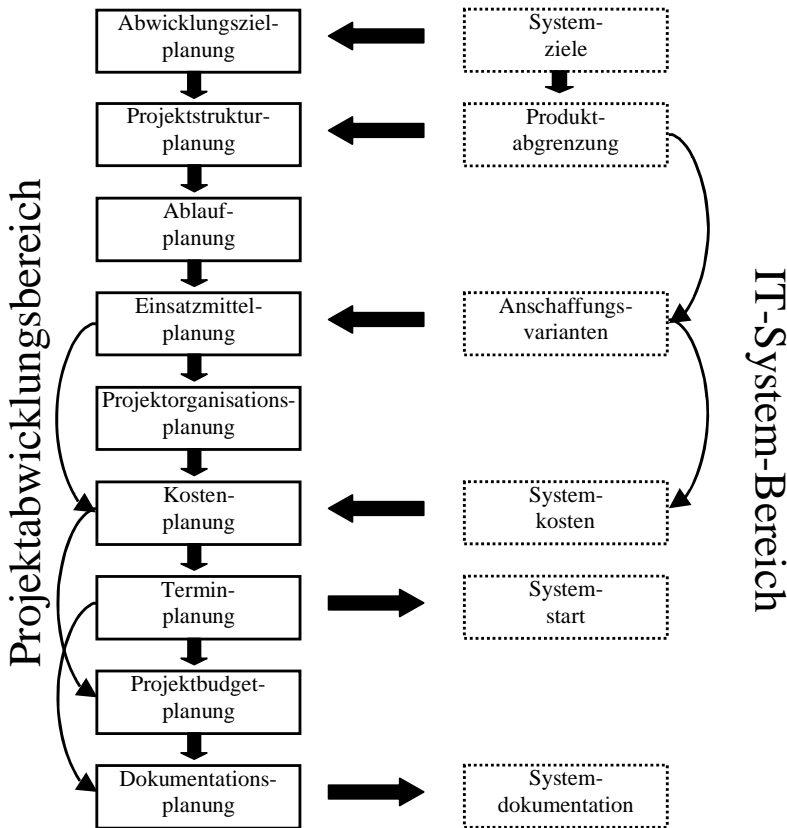 Projektabwicklungsbereich
Abwicklungsziel-
planung
System-
ziele
Projektstruktur-
planung
Produkt-
abgrenzung
Ablauf-
planung
Einsatzmittel-
planung
Anschaffungs-
varianten
Projektorganisations-
planung
Kosten-
planung
System-
kosten
Termin-
planung
System-
start
Projektbudget-
planung
Dokumentations-
planung
System-
dokumentation
IT-System-Bereich